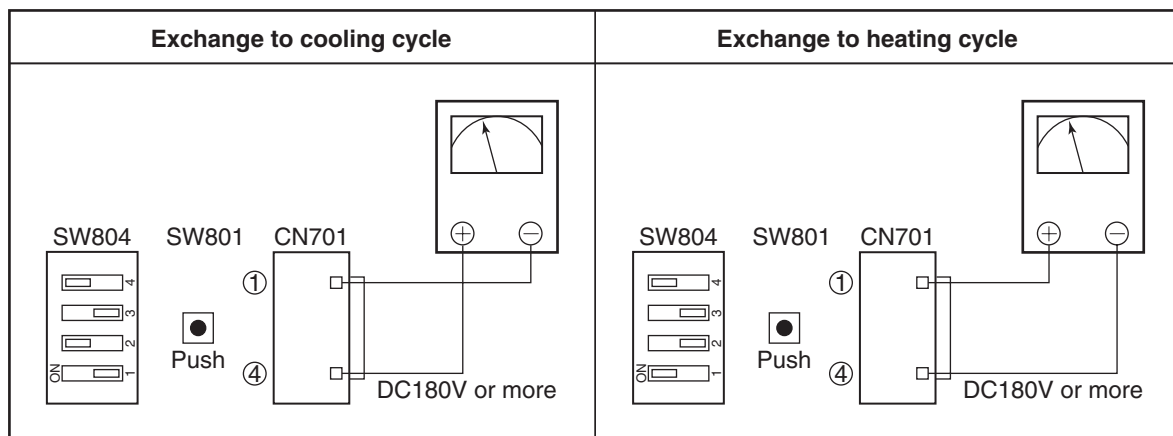 Exchange to cooling cycle
Exchange to heating cycle
SW804 SW801 CN701
+ −
①
④
4
3
2
1
ON
Push
DC180V or more
SW804 SW801 CN701
+ −
①
④
4
3
2
1
ON
Push
DC180V or more